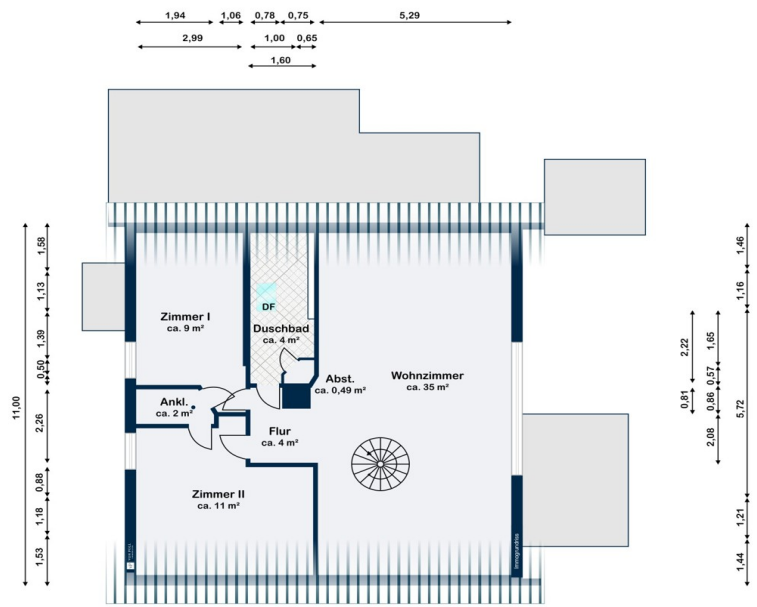 1,94 1,06 0,78 0,75 5,29
2,99 1,00 0,65
1,60
11,00
1,58
1,13
1,39
0,50
2,26
0,88
1,18
1,53
Zimmer I
ca. 9 m²
DF
Duschbad
ca. 4 m²
Abst.
ca. 0,49 m²
Wohnzimmer
ca. 35 m²
Ankl.
ca. 2 m²
Flur
ca. 4 m²
Zimmer II
ca. 11 m²
immogrundriss
2,22
0,81
1,65
0,57
0,86
2,08
1,46
1,16
5,72
1,21
1,44